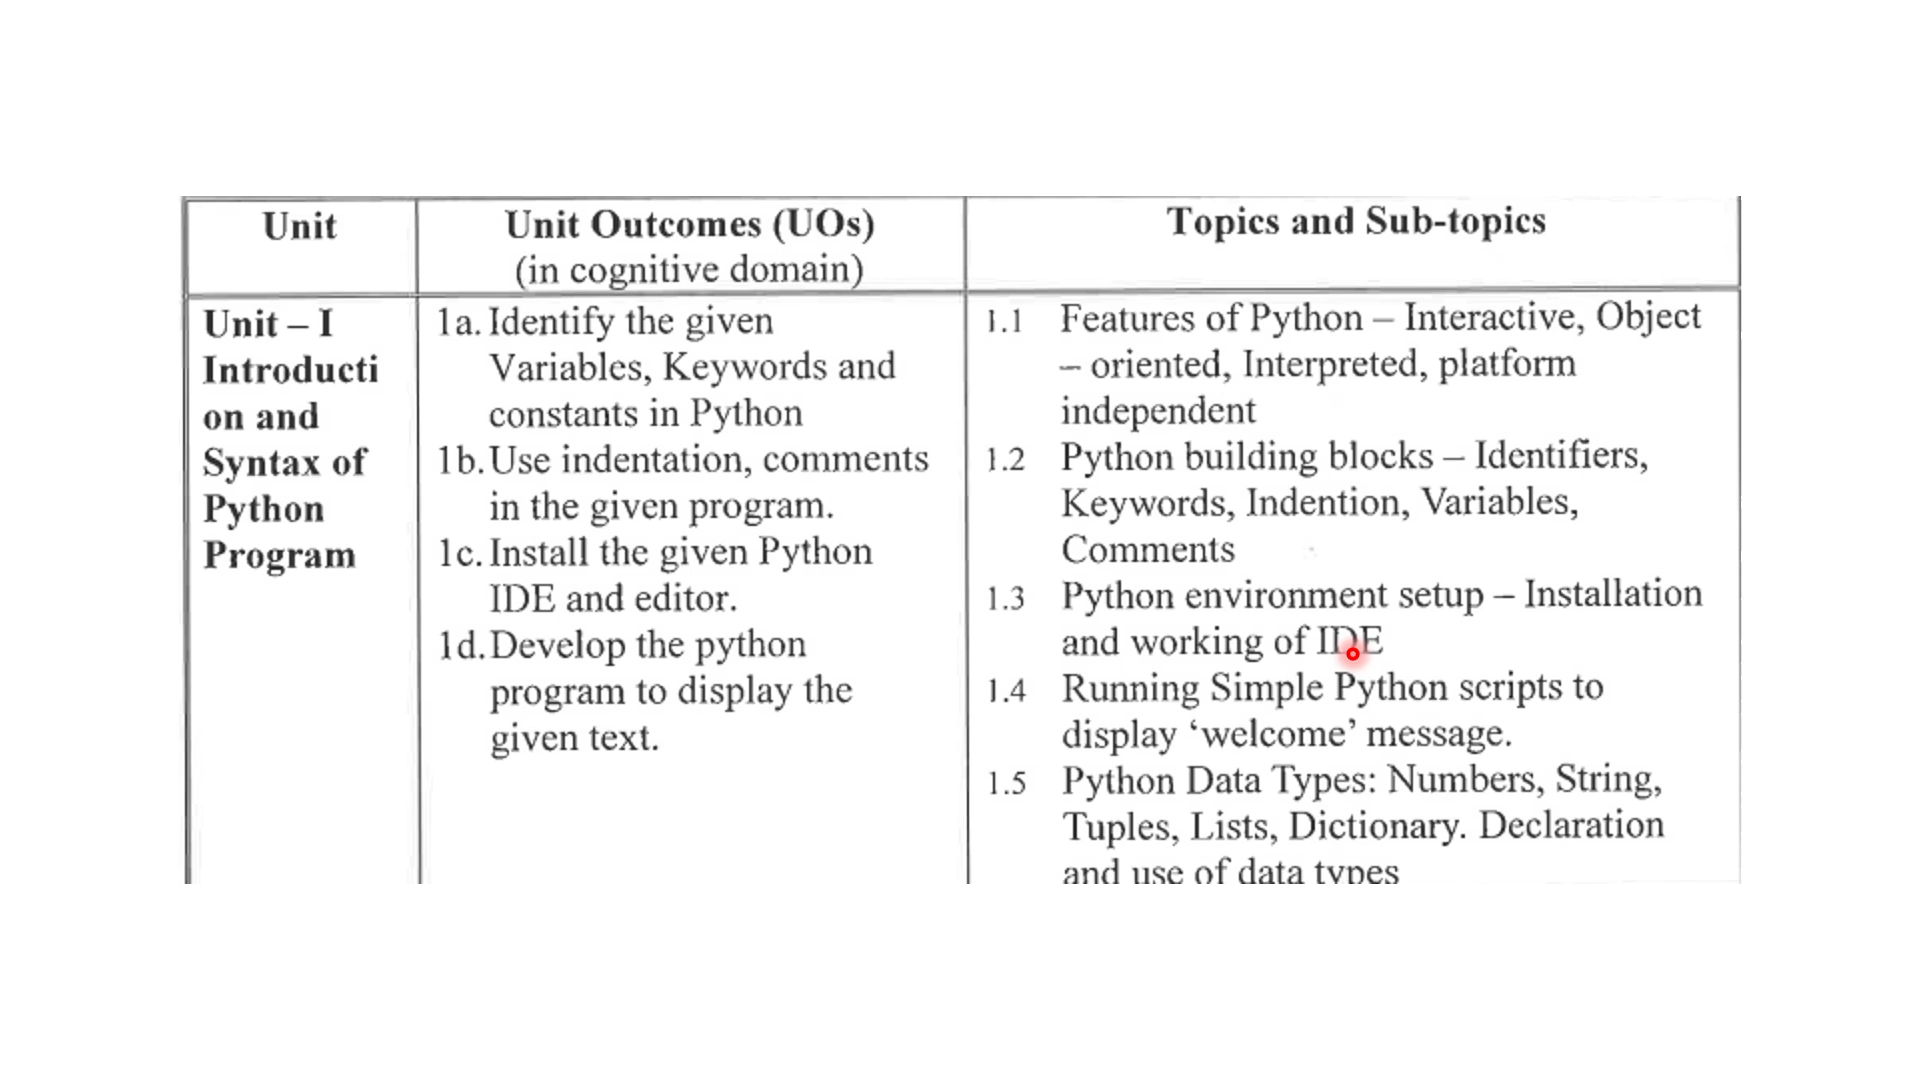 Unit
Unit Outcomes (UOs)
(in cognitive domain)
Topics and Sub-topics
Unit – I
Introducti
on and
Syntax of
Python
Program
1a. Identify the given
Variables, Keywords and
constants in Python
1b. Use indentation, comments
in the given program.
1c. Install the given Python
IDE and editor.
1d. Develop the python
program to display the
given text.
1.1 Features of Python – Interactive, Object
– oriented, Interpreted, platform
independent
1.2 Python building blocks – Identifiers,
Keywords, Indention, Variables,
Comments
1.3 Python environment setup – Installation
and working of IDE
1.4 Running Simple Python scripts to
display ‘welcome’ message.
1.5 Python Data Types: Numbers, String,
Tuples, Lists, Dictionary. Declaration
and use of data types